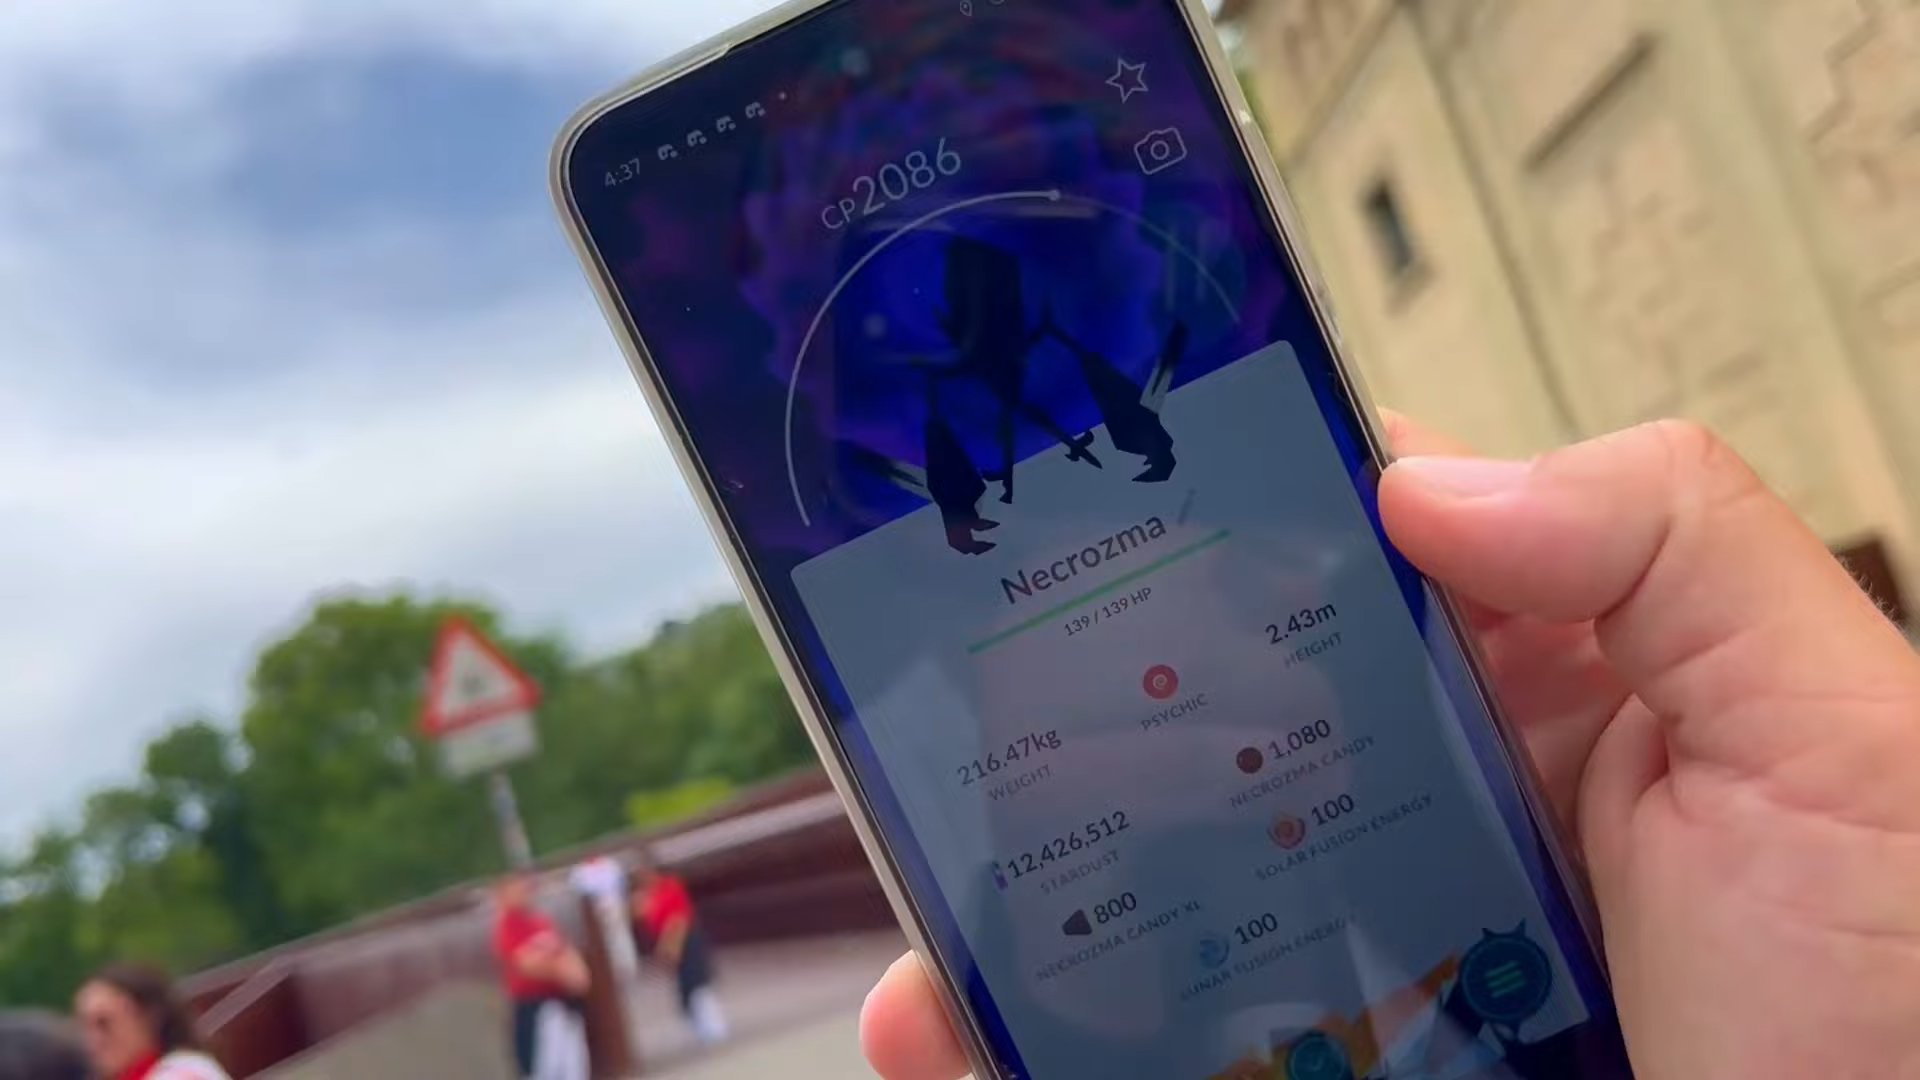 4:37
CP2086
Necrozma
139 / 139 HP
216.47kg
WEIGHT
PSYCHIC
2.43m
HEIGHT
12,426,512
STARDUST
1,080
NECROZMA CANDY
800
NECROZMA CANDY XL
100
SOLAR FUSION ENERGY
100
LUNAR FUSION ENERGY